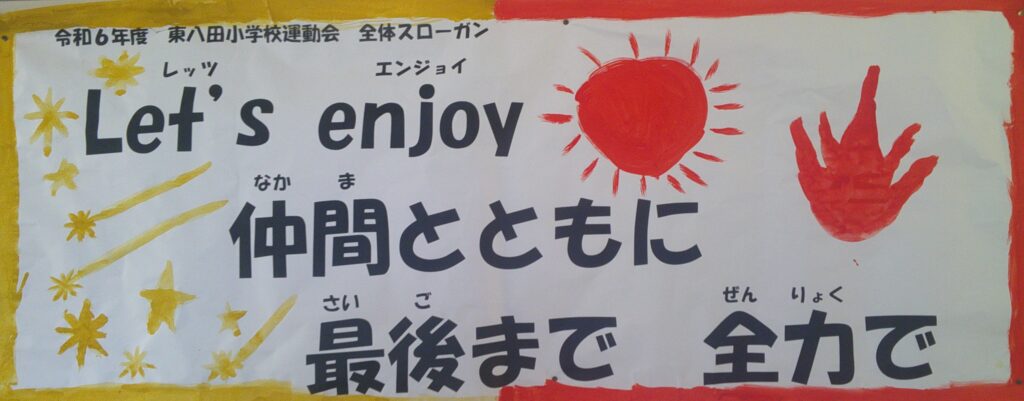 令和6年度 東八田小学校運動会 全体スローガン
レッツ エンジョイ
Let's enjoy
なか ま
仲間とともに
さい ご ぜん りょく
最後まで 全力で